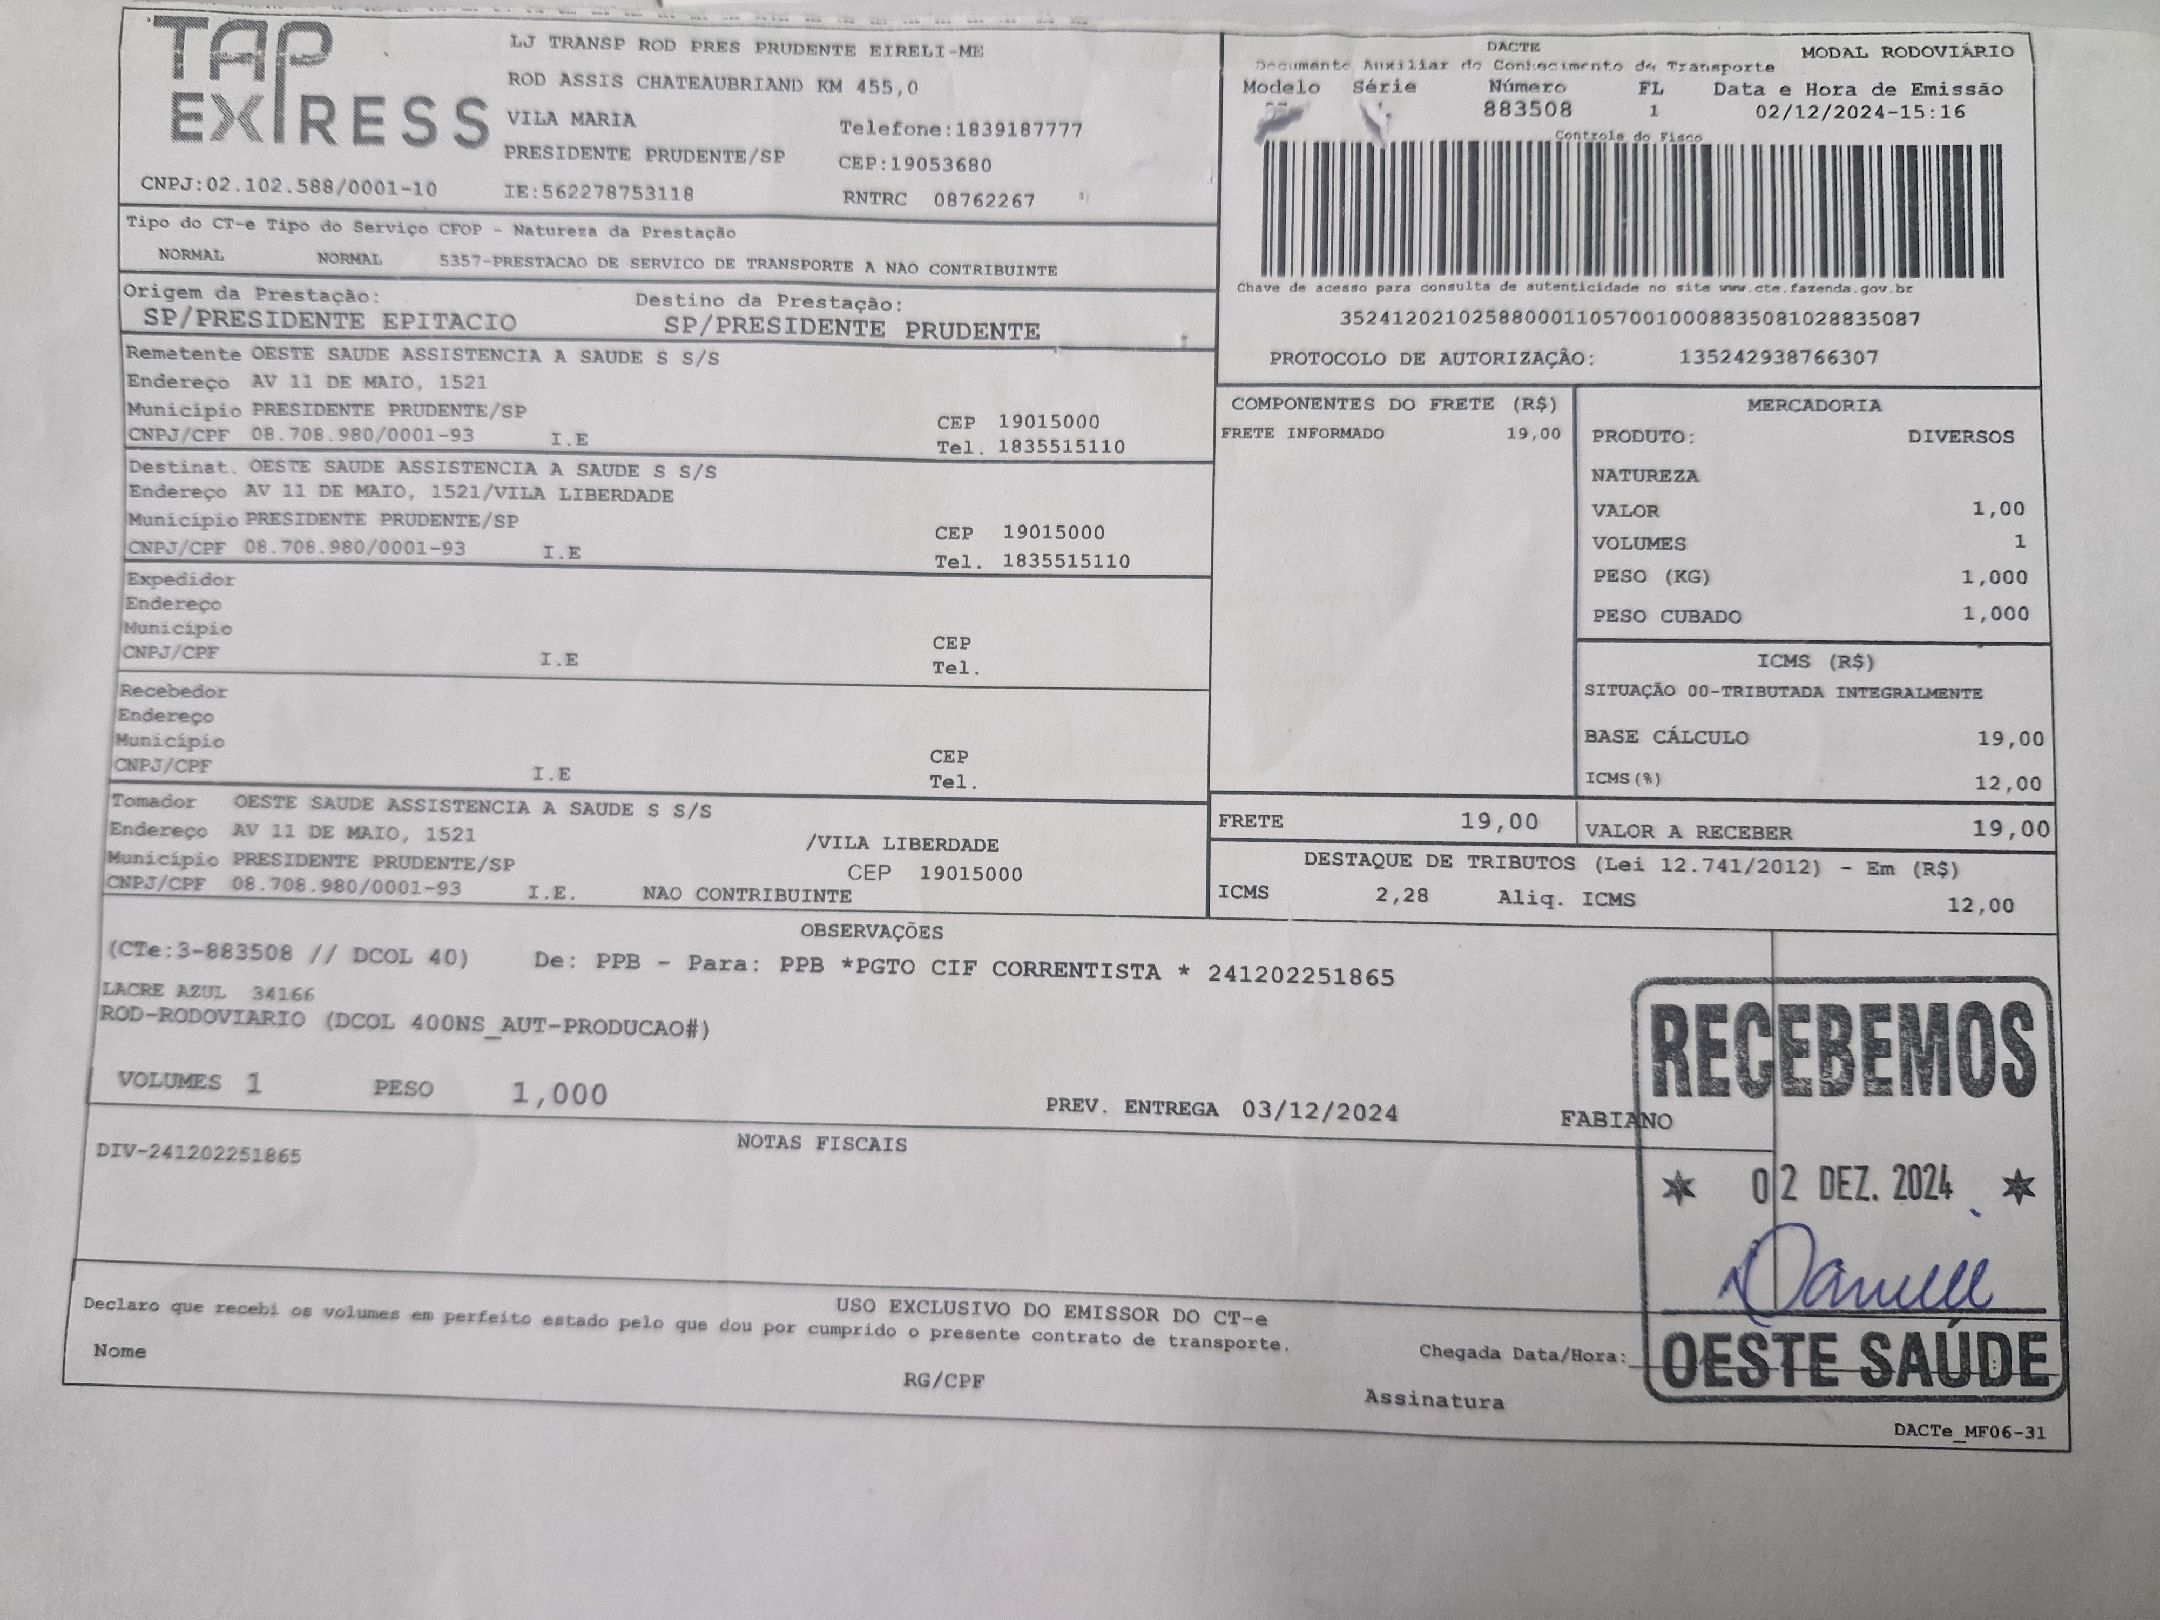 TAP
EXPRESS
LJ TRANSP ROD PRES PRUDENTE EIRELI-ME
ROD ASSIS CHATEAUBRIAND KM 455,0
VILA MARIA
Telefone:1839187777
PRESIDENTE PRUDENTE/SP
CEP:19053680
CNPJ:02.102.588/0001-10
IE:562278753118
RNTRC 08762267
DACTE
MODAL RODOVIÁRIO
Documento Auxiliar do Conhecimento de Transporte
Modelo Série Número FL Data e Hora de Emissão
883508 1 02/12/2024-15:16
Controle do Fisco
Chave de acesso para consulta de autenticidade no site www.cte.fazenda.gov.br
35241202102588000110570010008835081028835087
PROTOCOLO DE AUTORIZAÇÃO: 135242938766307
Tipo do CT-e Tipo do Serviço CFOP - Natureza da Prestação
NORMAL NORMAL 5357-PRESTACAO DE SERVICO DE TRANSPORTE A NAO CONTRIBUINTE
Origem da Prestação: Destino da Prestação:
SP/PRESIDENTE EPITACIO SP/PRESIDENTE PRUDENTE
Remetente OESTE SAUDE ASSISTENCIA A SAUDE S S/S
Endereço AV 11 DE MAIO, 1521
Município PRESIDENTE PRUDENTE/SP CEP 19015000
CNPJ/CPF 08.708.980/0001-93 I.E Tel. 1835515110
Destinat. OESTE SAUDE ASSISTENCIA A SAUDE S S/S
Endereço AV 11 DE MAIO, 1521/VILA LIBERDADE
Município PRESIDENTE PRUDENTE/SP CEP 19015000
CNPJ/CPF 08.708.980/0001-93 I.E Tel. 1835515110
Expedidor
Endereço
Município CEP
CNPJ/CPF I.E Tel.
Recebedor
Endereço
Município CEP
CNPJ/CPF I.E Tel.
Tomador OESTE SAUDE ASSISTENCIA A SAUDE S S/S
Endereço AV 11 DE MAIO, 1521 /VILA LIBERDADE
Município PRESIDENTE PRUDENTE/SP CEP 19015000
CNPJ/CPF 08.708.980/0001-93 I.E. NAO CONTRIBUINTE
COMPONENTES DO FRETE (R$)
FRETE INFORMADO 19,00
MERCADORIA
PRODUTO: DIVERSOS
NATUREZA
VALOR 1,00
VOLUMES 1
PESO (KG) 1,000
PESO CUBADO 1,000
ICMS (R$)
SITUAÇÃO 00-TRIBUTADA INTEGRALMENTE
BASE CÁLCULO 19,00
ICMS(%) 12,00
FRETE 19,00
VALOR A RECEBER 19,00
DESTAQUE DE TRIBUTOS (Lei 12.741/2012) - Em (R$)
ICMS 2,28 Aliq. ICMS 12,00
OBSERVAÇÕES
(CTe:3-883508 // DCOL 40) De: PPB - Para: PPB *PGTO CIF CORRENTISTA * 241202251865
LACRE AZUL 34166
ROD-RODOVIARIO (DCOL 400NS_AUT-PRODUCAO#)
VOLUMES 1 PESO 1,000
PREV. ENTREGA 03/12/2024 FABIANO
NOTAS FISCAIS
DIV-241202251865
RECEBEMOS
02 DEZ. 2024
OESTE SAÚDE
USO EXCLUSIVO DO EMISSOR DO CT-e
Declaro que recebi os volumes em perfeito estado pelo que dou por cumprido o presente contrato de transporte.
Nome RG/CPF Chegada Data/Hora:
Assinatura
DACTe_MF06-31